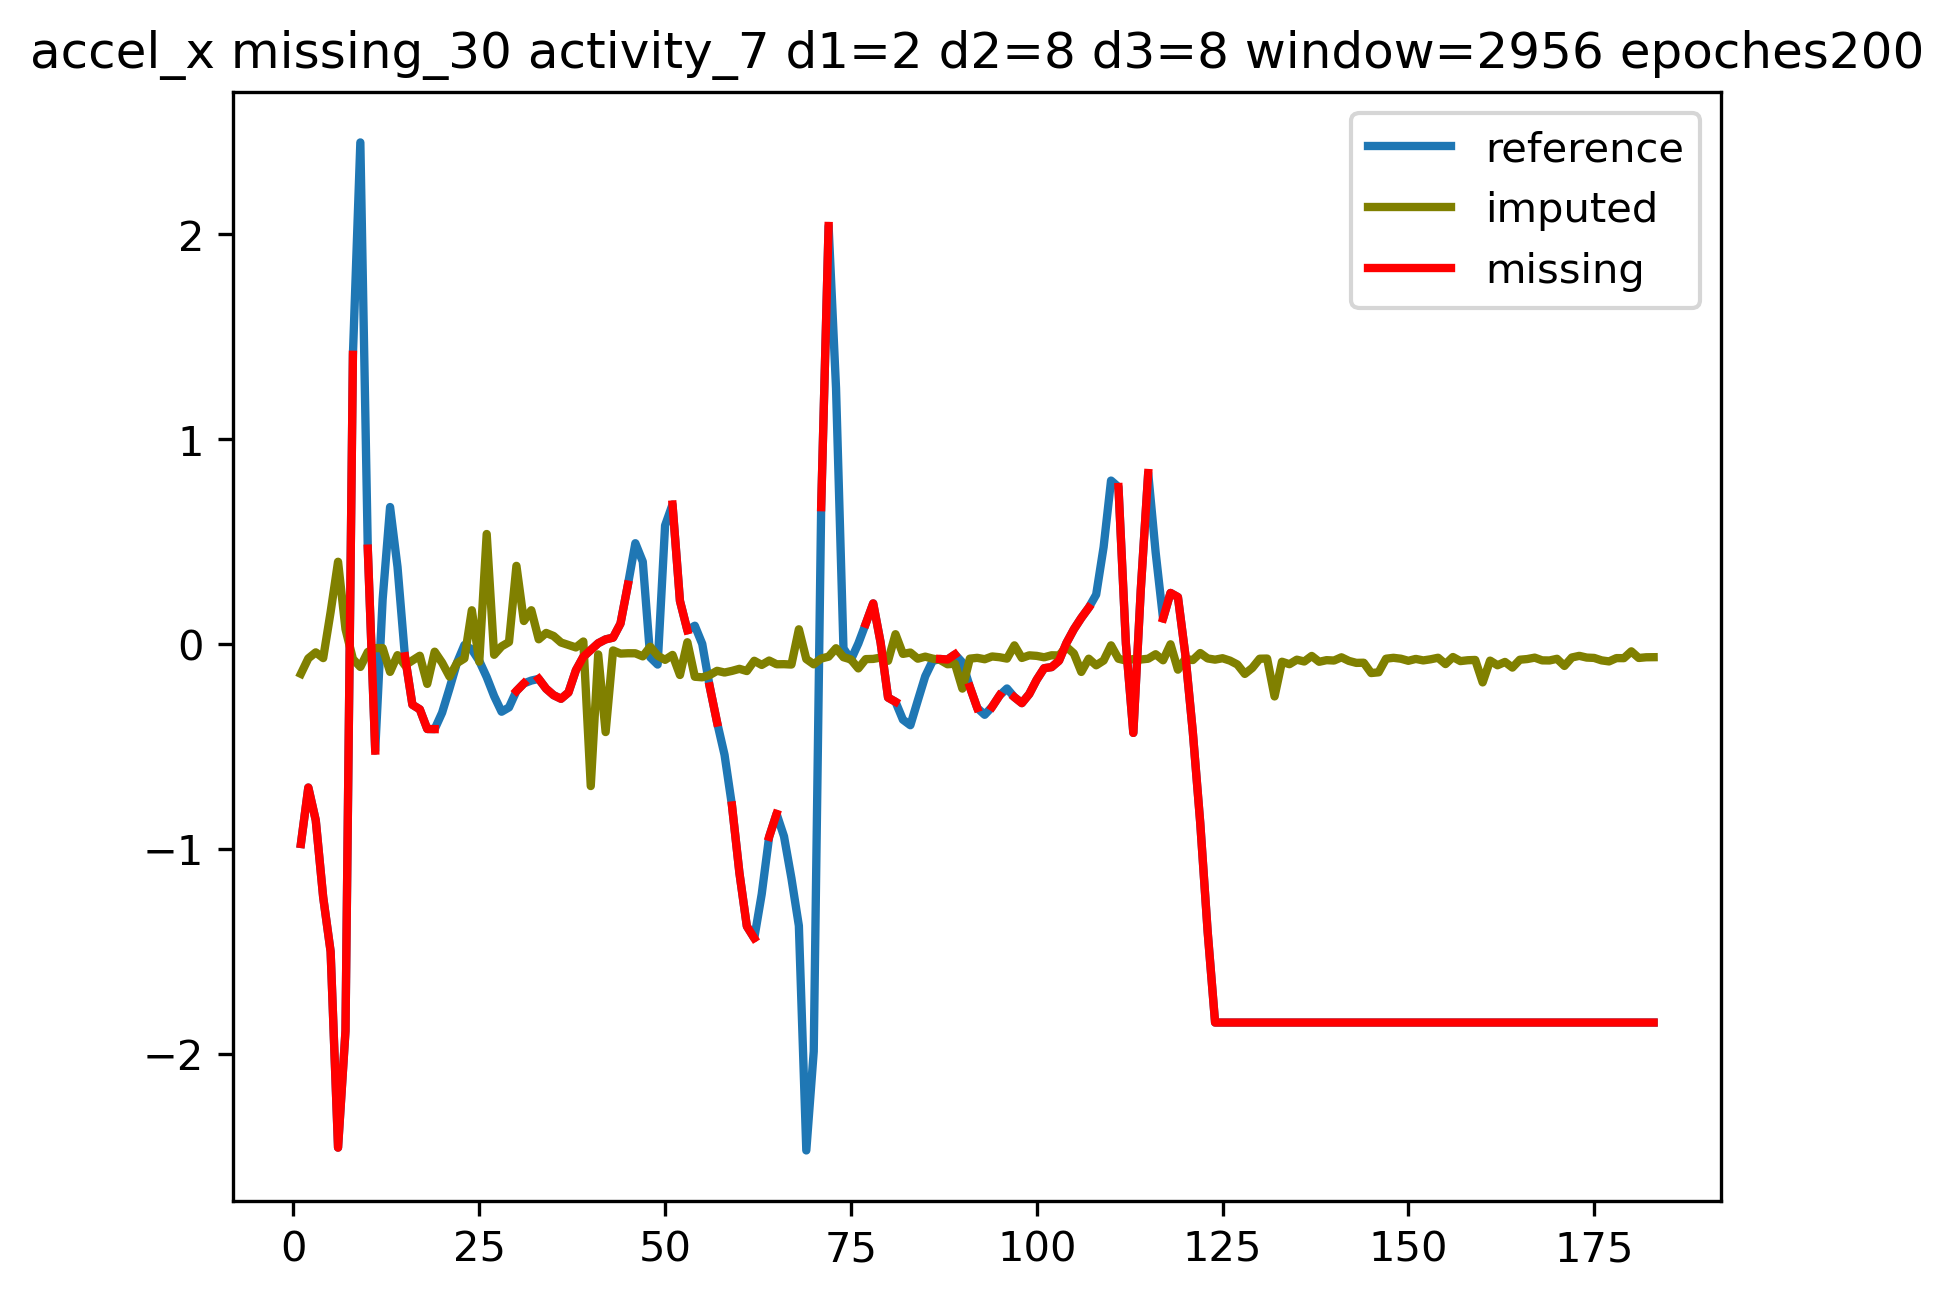 accel_x missing_30 activity_7 d1=2 d2=8 d3=8 window=2956 epoches200
reference
imputed
missing
2
1
0
−1
−2
0 25 50 75 100 125 150 175